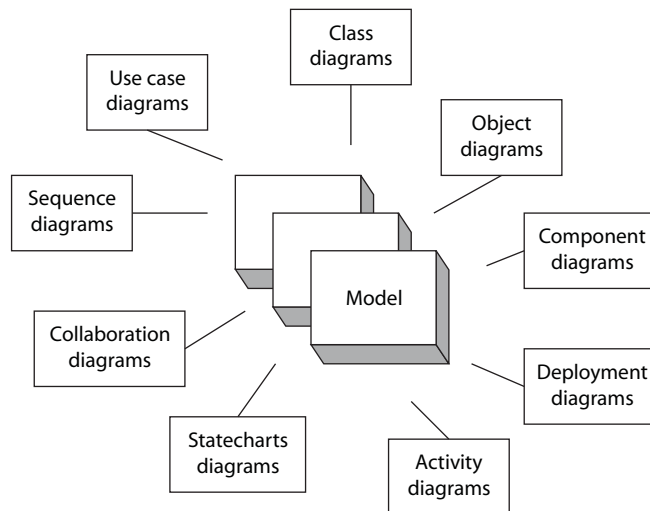 Class
diagrams
Use case
diagrams
Object
diagrams
Sequence
diagrams
Component
diagrams
Model
Collaboration
diagrams
Deployment
diagrams
Statecharts
diagrams
Activity
diagrams